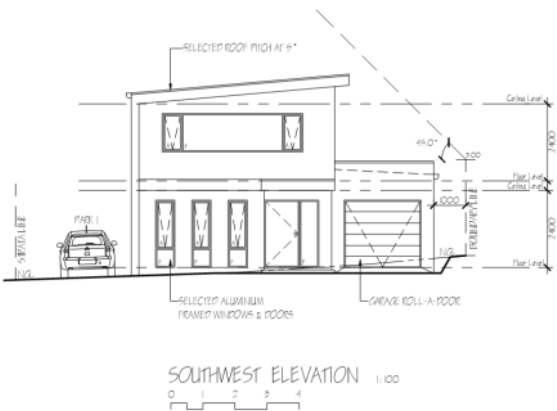 SELECTED ROOF PITCH AT 5°
Ceiling Level
2400
45.0°
Floor Level
Ceiling Level
1000
BOUNDARY LINE
STRATA LINE
PARK 1
2400
NGL
NGL
Floor Level
SELECTED ALUMINIUM
FRAMED WINDOWS & DOORS
GARAGE ROLL-A-DOOR
SOUTHWEST ELEVATION 1:100
0 1 2 3 4